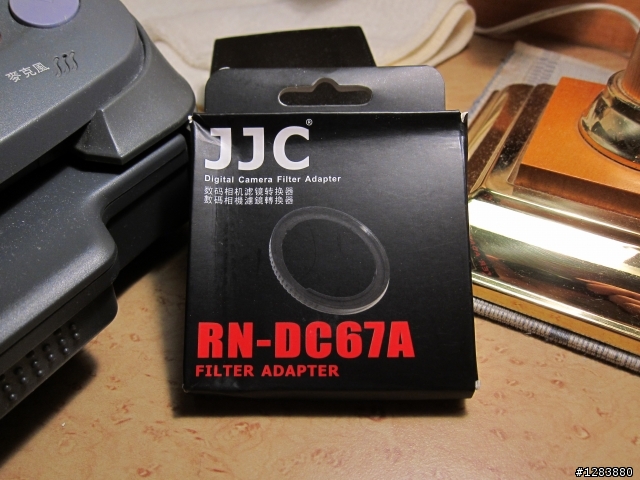 麥克風
JJC®
Digital Camera Filter Adapter
数码相机滤镜转换器
數碼相機濾鏡轉換器
RN-DC67A
FILTER ADAPTER
#1283880